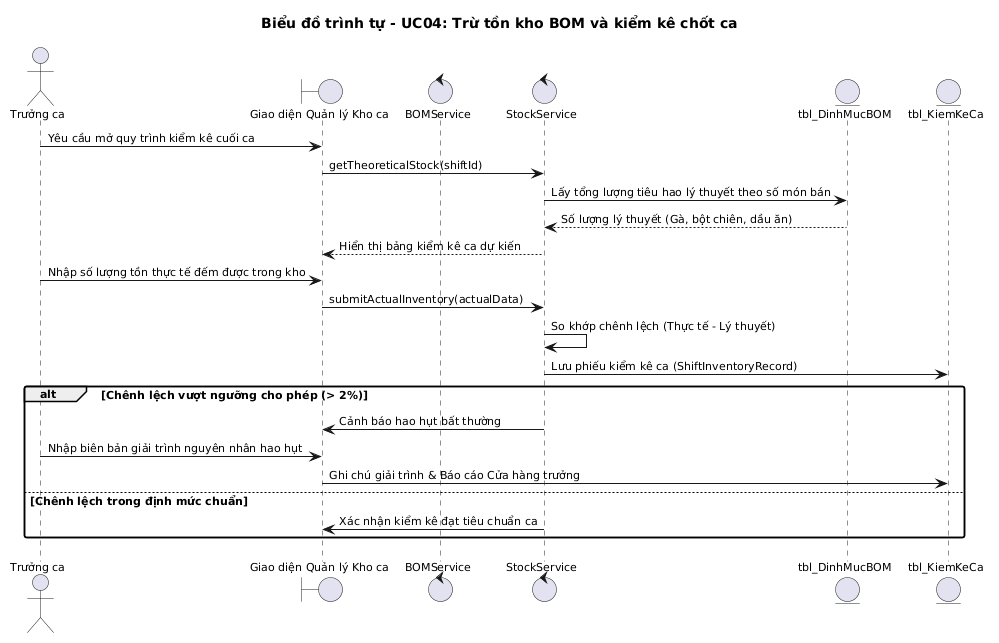 Biểu đồ trình tự - UC04: Trừ tồn kho BOM và kiểm kê chốt ca
Trưởng ca
Giao diện Quản lý Kho ca
BOMService
StockService
tbl_DinhMucBOM
tbl_KiemKeCa
Yêu cầu mở quy trình kiểm kê cuối ca
getTheoreticalStock(shiftId)
Lấy tổng lượng tiêu hao lý thuyết theo số món bán
Số lượng lý thuyết (Gà, bột chiên, dầu ăn)
Hiển thị bảng kiểm kê ca dự kiến
Nhập số lượng tồn thực tế đếm được trong kho
submitActualInventory(actualData)
So khớp chênh lệch (Thực tế - Lý thuyết)
Lưu phiếu kiểm kê ca (ShiftInventoryRecord)
alt
[Chênh lệch vượt ngưỡng cho phép (> 2%)]
Cảnh báo hao hụt bất thường
Nhập biên bản giải trình nguyên nhân hao hụt
Ghi chú giải trình & Báo cáo Cửa hàng trưởng
[Chênh lệch trong định mức chuẩn]
Xác nhận kiểm kê đạt tiêu chuẩn ca
Trưởng ca
Giao diện Quản lý Kho ca
BOMService
StockService
tbl_DinhMucBOM
tbl_KiemKeCa